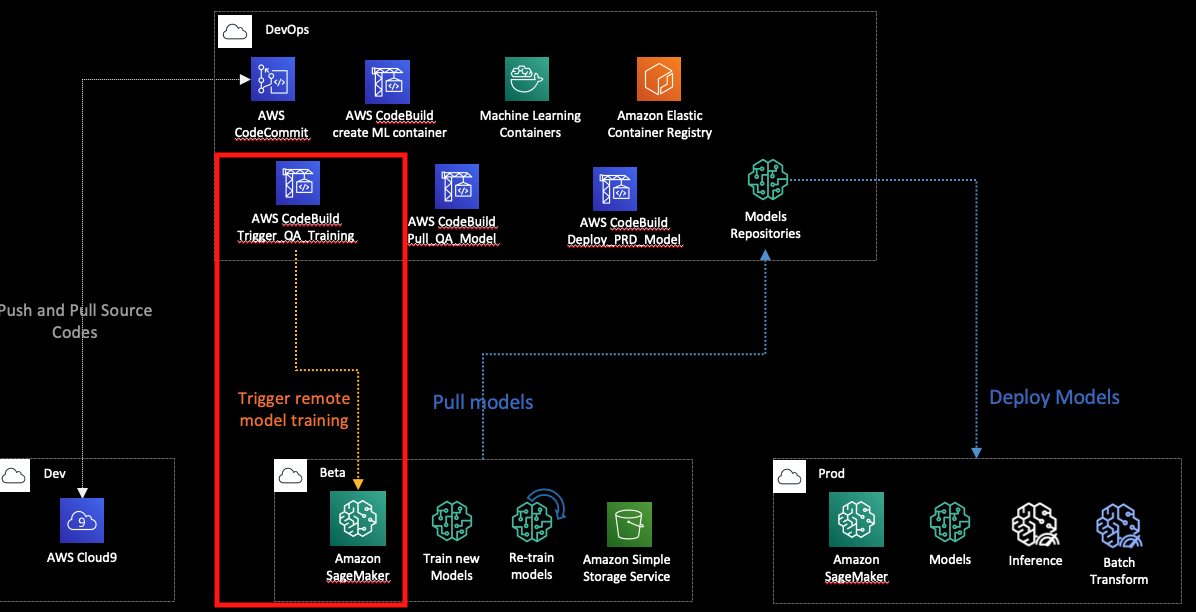 DevOps
AWS
CodeCommit
AWS CodeBuild
create ML container
Machine Learning
Containers
Amazon Elastic
Container Registry
AWS CodeBuild
Trigger_QA_Training
AWS CodeBuild
Pull_QA_Model
AWS CodeBuild
Deploy_PRD_Model
Models
Repositories
Push and Pull Source
Codes
Trigger remote
model training
Pull models
Deploy Models
Dev
9
AWS Cloud9
Beta
Amazon
SageMaker
Train new
Models
Re-train
models
Amazon Simple
Storage Service
Prod
Amazon
SageMaker
Models
Inference
Batch
Transform